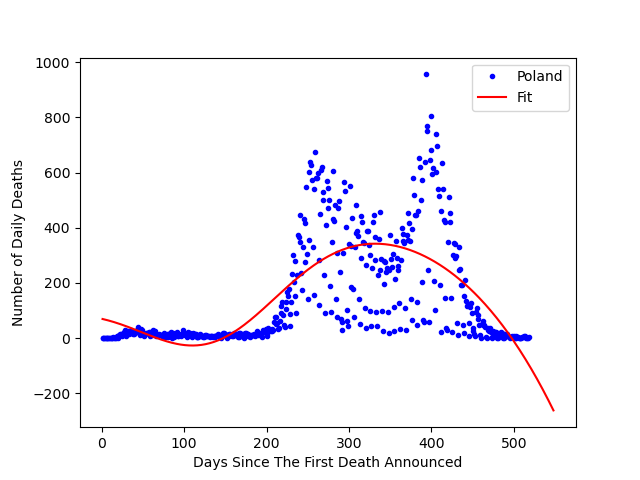 1000
800
600
400
200
0
−200
0 100 200 300 400 500
Number of Daily Deaths
Days Since The First Death Announced
Poland
Fit